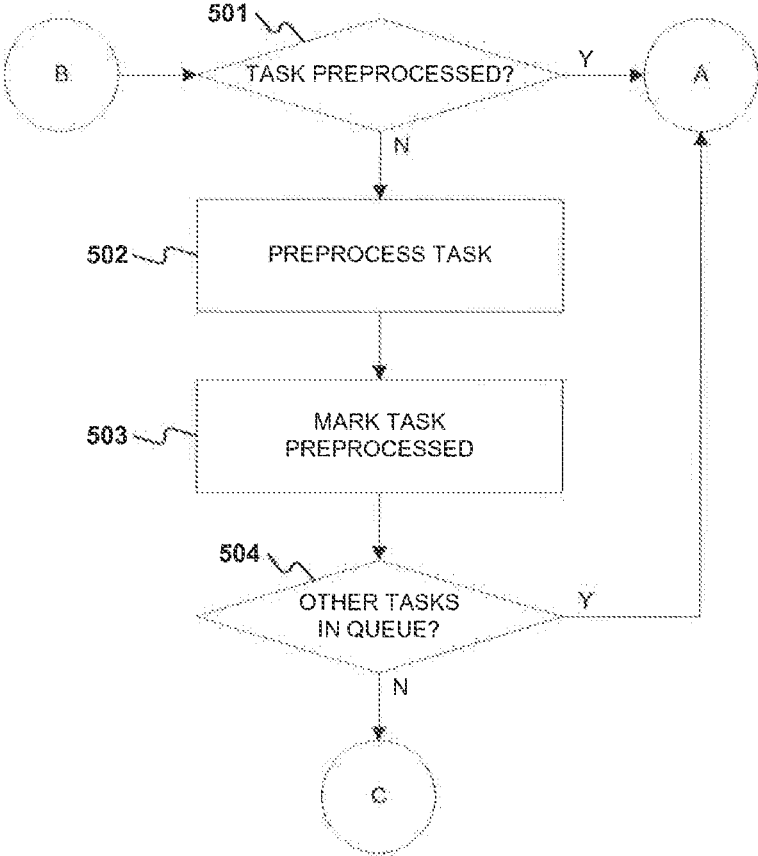 501
B
TASK PREPROCESSED?
Y
A
N
502
PREPROCESS TASK
503
MARK TASK
PREPROCESSED
504
OTHER TASKS
IN QUEUE?
Y
N
C